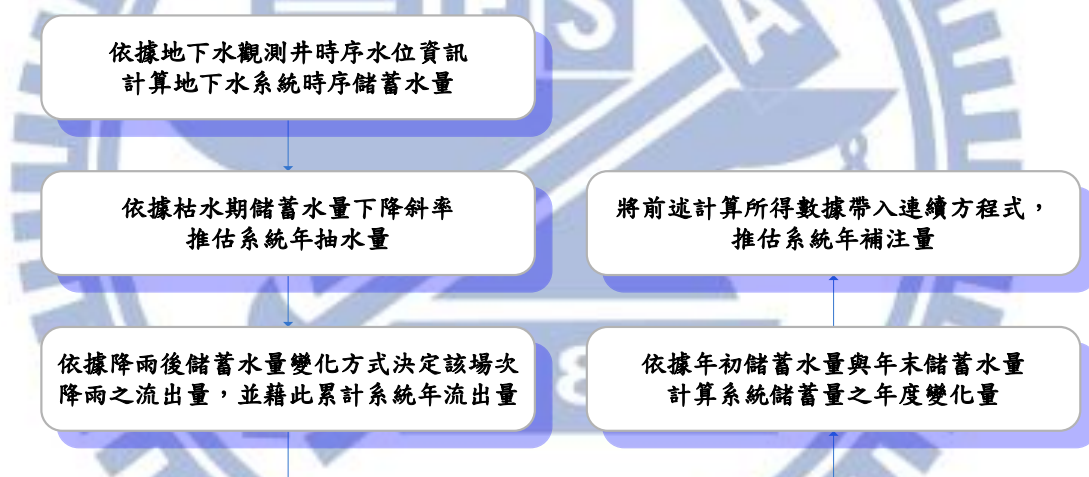 依據地下水觀測井時序水位資訊
計算地下水系統時序儲蓄水量
依據枯水期儲蓄水量下降斜率
推估系統年抽水量
依據降雨後儲蓄水量變化方式決定該場次
降雨之流出量，並藉此累計系統年流出量
將前述計算所得數據帶入連續方程式，
推估系統年補注量
依據年初儲蓄水量與年末儲蓄水量
計算系統儲蓄量之年度變化量